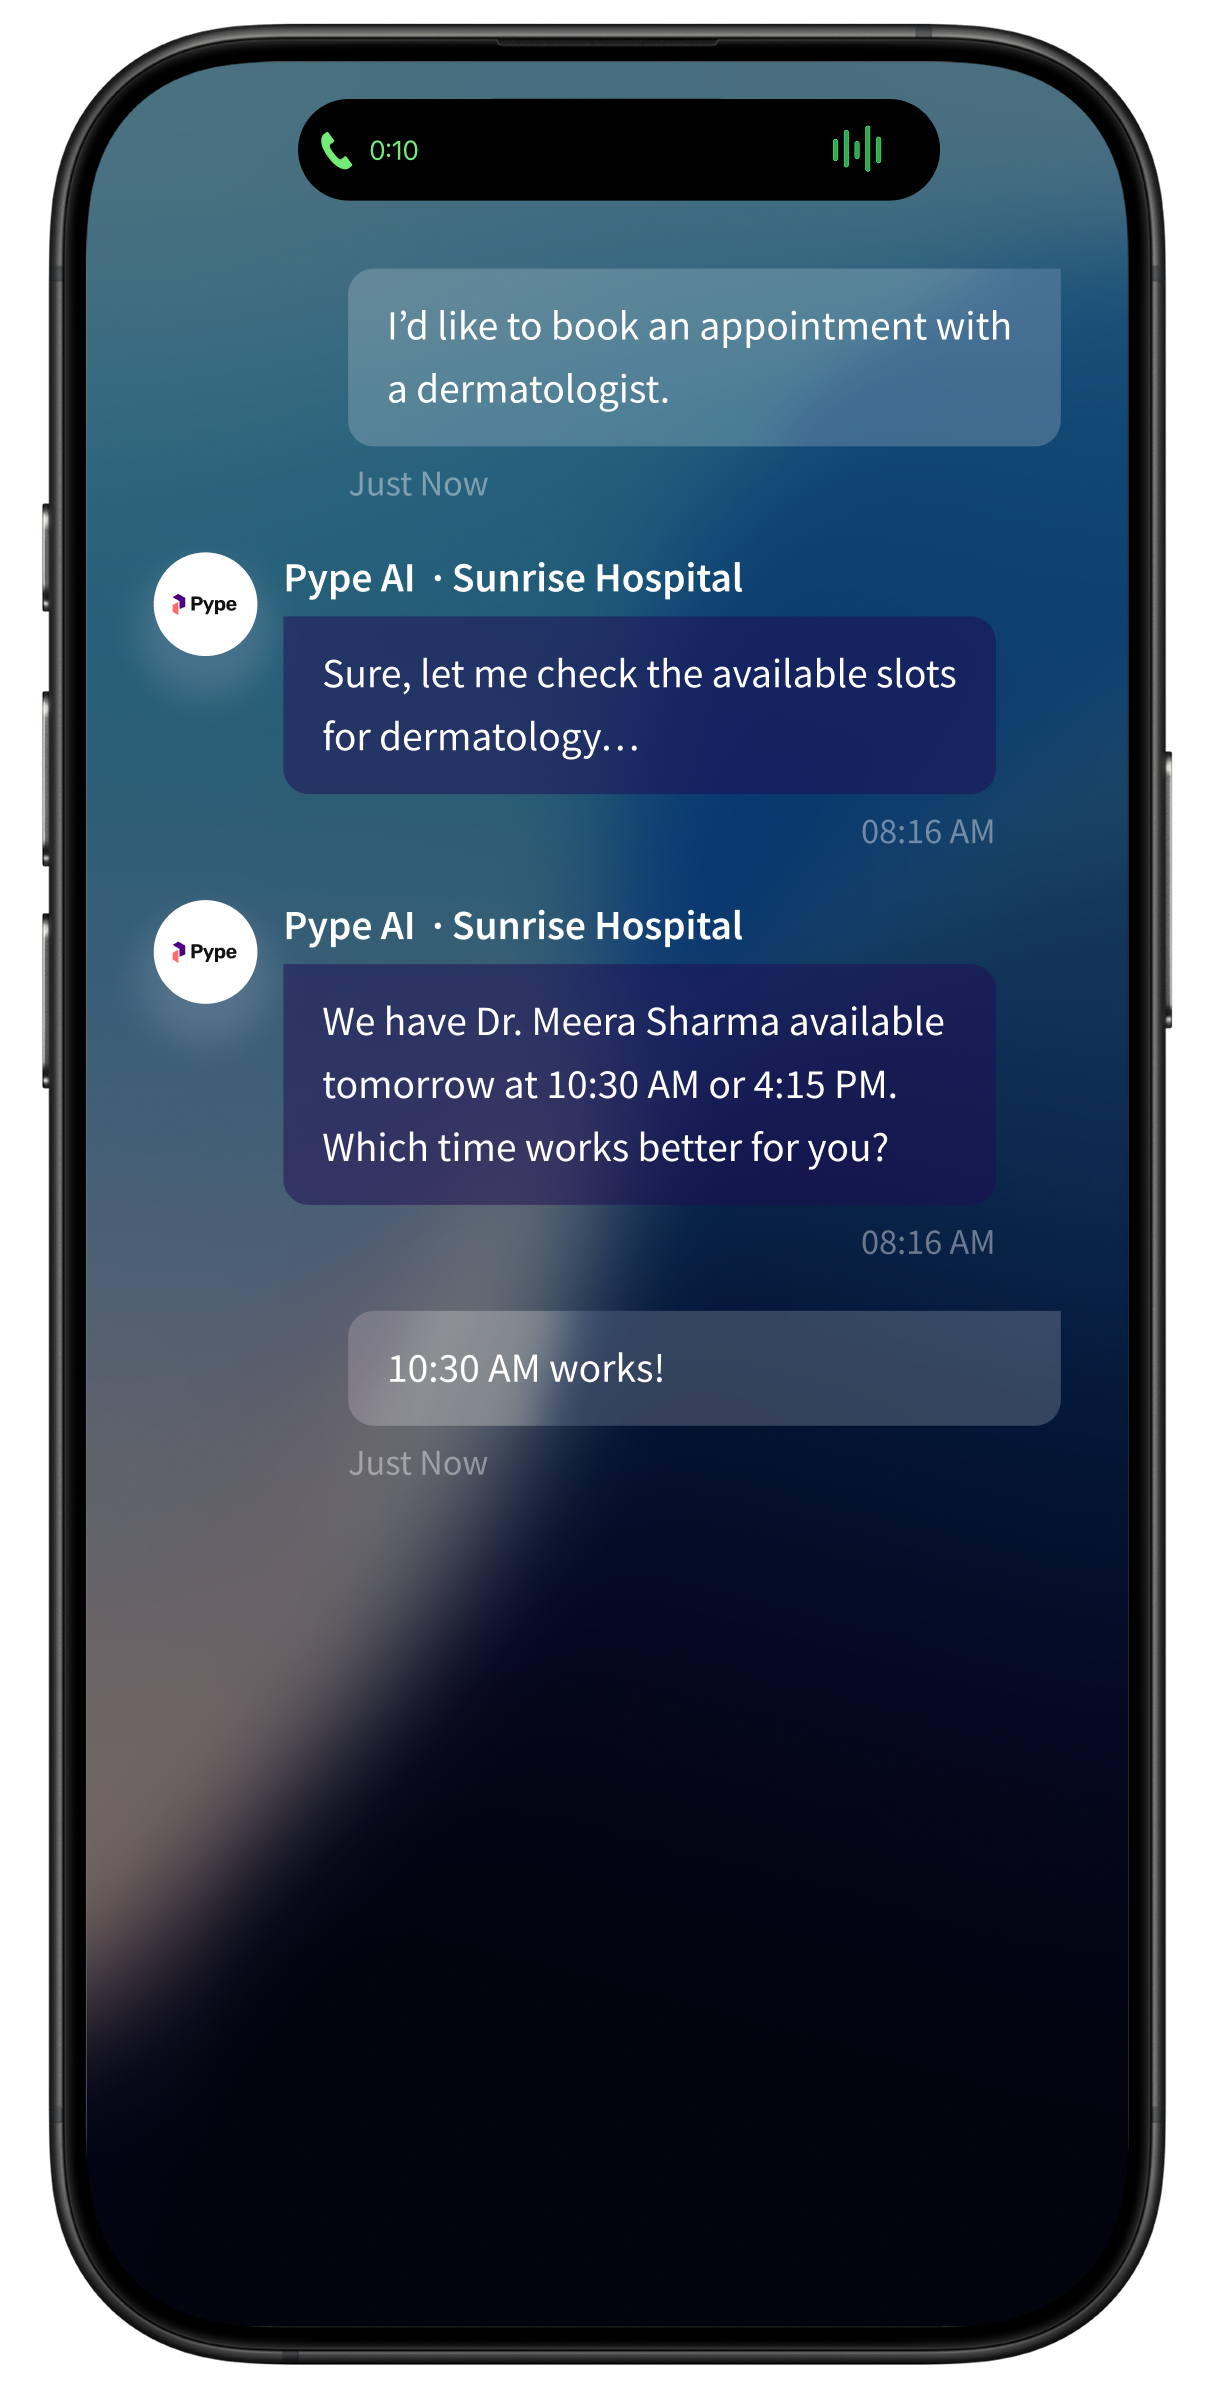 0:10
I’d like to book an appointment with
a dermatologist.
Just Now
Pype AI · Sunrise Hospital
Pype
Sure, let me check the available slots
for dermatology…
08:16 AM
Pype AI · Sunrise Hospital
Pype
We have Dr. Meera Sharma available
tomorrow at 10:30 AM or 4:15 PM.
Which time works better for you?
08:16 AM
10:30 AM works!
Just Now